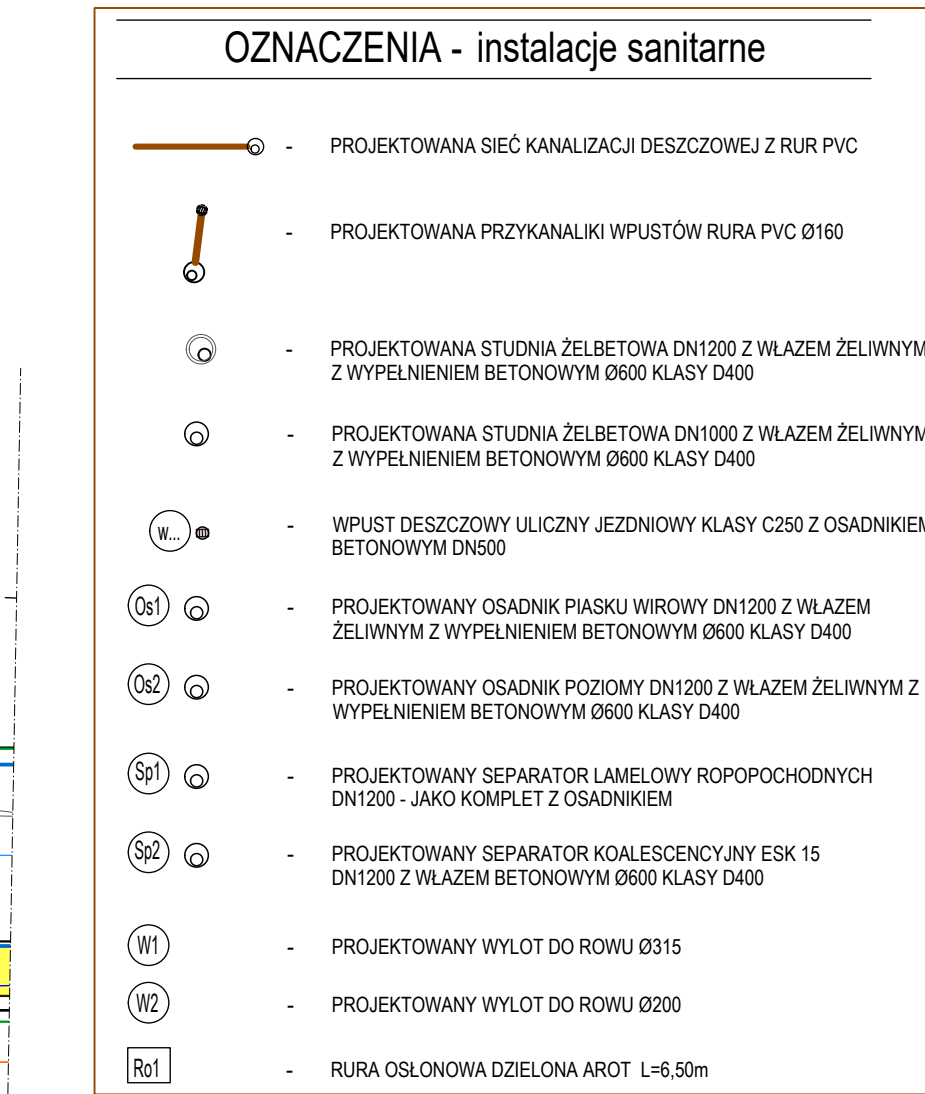 OZNACZENIA - instalacje sanitarne
- PROJEKTOWANA SIEĆ KANALIZACJI DESZCZOWEJ Z RUR PVC
- PROJEKTOWANA PRZYKANALIKI WPUSTÓW RURA PVC Ø160
- PROJEKTOWANA STUDNIA ŻELBETOWA DN1200 Z WŁAZEM ŻELIWNYM
Z WYPEŁNIENIEM BETONOWYM Ø600 KLASY D400
- PROJEKTOWANA STUDNIA ŻELBETOWA DN1000 Z WŁAZEM ŻELIWNYM
Z WYPEŁNIENIEM BETONOWYM Ø600 KLASY D400
w... - WPUST DESZCZOWY ULICZNY JEZDNIOWY KLASY C250 Z OSADNIKIEM
BETONOWYM DN500
Os1 - PROJEKTOWANY OSADNIK PIASKU WIROWY DN1200 Z WŁAZEM
ŻELIWNYM Z WYPEŁNIENIEM BETONOWYM Ø600 KLASY D400
Os2 - PROJEKTOWANY OSADNIK POZIOMY DN1200 Z WŁAZEM ŻELIWNYM Z
WYPEŁNIENIEM BETONOWYM Ø600 KLASY D400
Sp1 - PROJEKTOWANY SEPARATOR LAMELOWY ROPOPOCHODNYCH
DN1200 - JAKO KOMPLET Z OSADNIKIEM
Sp2 - PROJEKTOWANY SEPARATOR KOALESCENCYJNY ESK 15
DN1200 Z WŁAZEM BETONOWYM Ø600 KLASY D400
W1 - PROJEKTOWANY WYLOT DO ROWU Ø315
W2 - PROJEKTOWANY WYLOT DO ROWU Ø200
Ro1 - RURA OSŁONOWA DZIELONA AROT L=6,50m